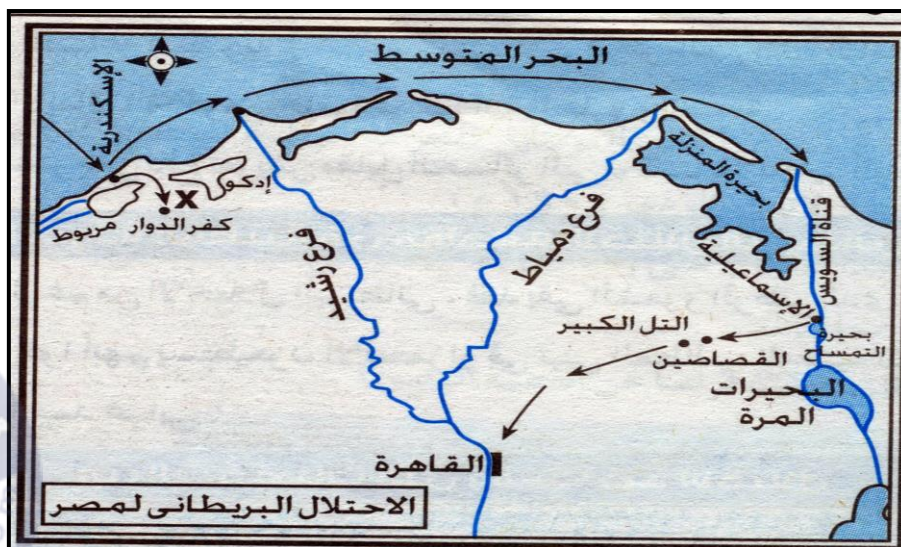 البحر المتوسط
الإسكندرية
إدكو
X
كفر الدوار
مريوط
فرع رشيد
فرع دمياط
بحيرة المنزلة
قناة السويس
الإسماعيلية
بحيرة
التمساح
التل الكبير
القصاصين
البحيرات
المرة
القاهرة
الاحتلال البريطانى لمصر